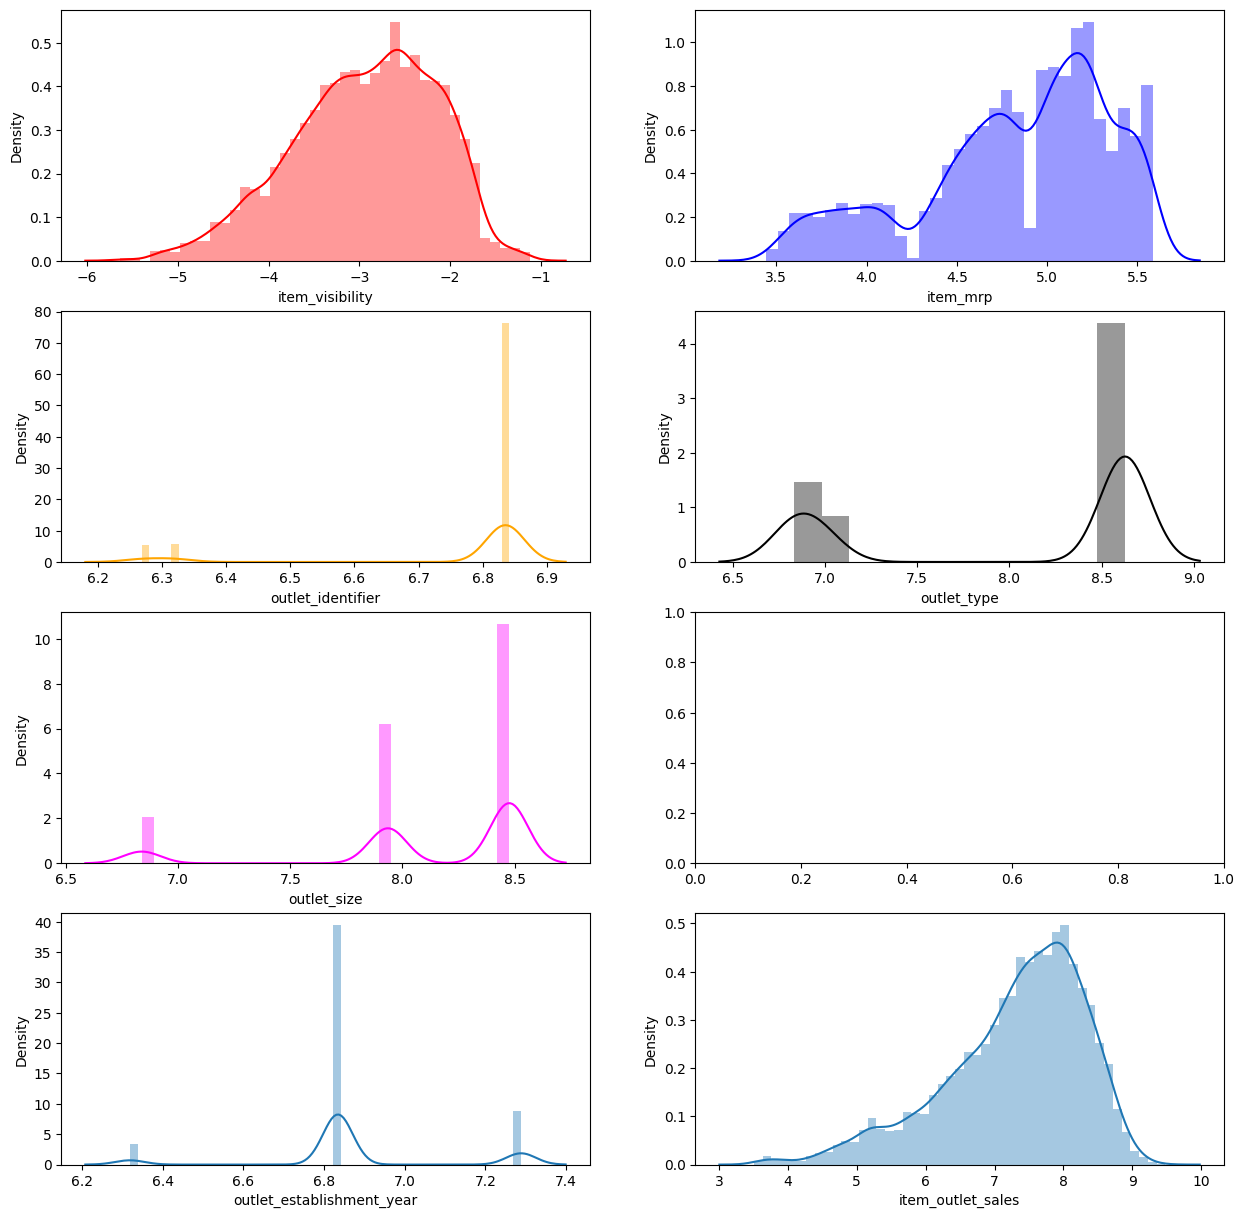 0.5
0.4
0.3
0.2
0.1
0.0
Density
−6 −5 −4 −3 −2 −1
item_visibility
1.0
0.8
0.6
0.4
0.2
0.0
Density
3.5 4.0 4.5 5.0 5.5
item_mrp
80
70
60
50
40
30
20
10
0
Density
6.2 6.3 6.4 6.5 6.6 6.7 6.8 6.9
outlet_identifier
4
3
2
1
0
Density
6.5 7.0 7.5 8.0 8.5 9.0
outlet_type
10
8
6
4
2
0
Density
6.5 7.0 7.5 8.0 8.5
outlet_size
1.0
0.8
0.6
0.4
0.2
0.0
0.0 0.2 0.4 0.6 0.8 1.0
40
35
30
25
20
15
10
5
0
Density
6.2 6.4 6.6 6.8 7.0 7.2 7.4
outlet_establishment_year
0.5
0.4
0.3
0.2
0.1
0.0
Density
3 4 5 6 7 8 9 10
item_outlet_sales